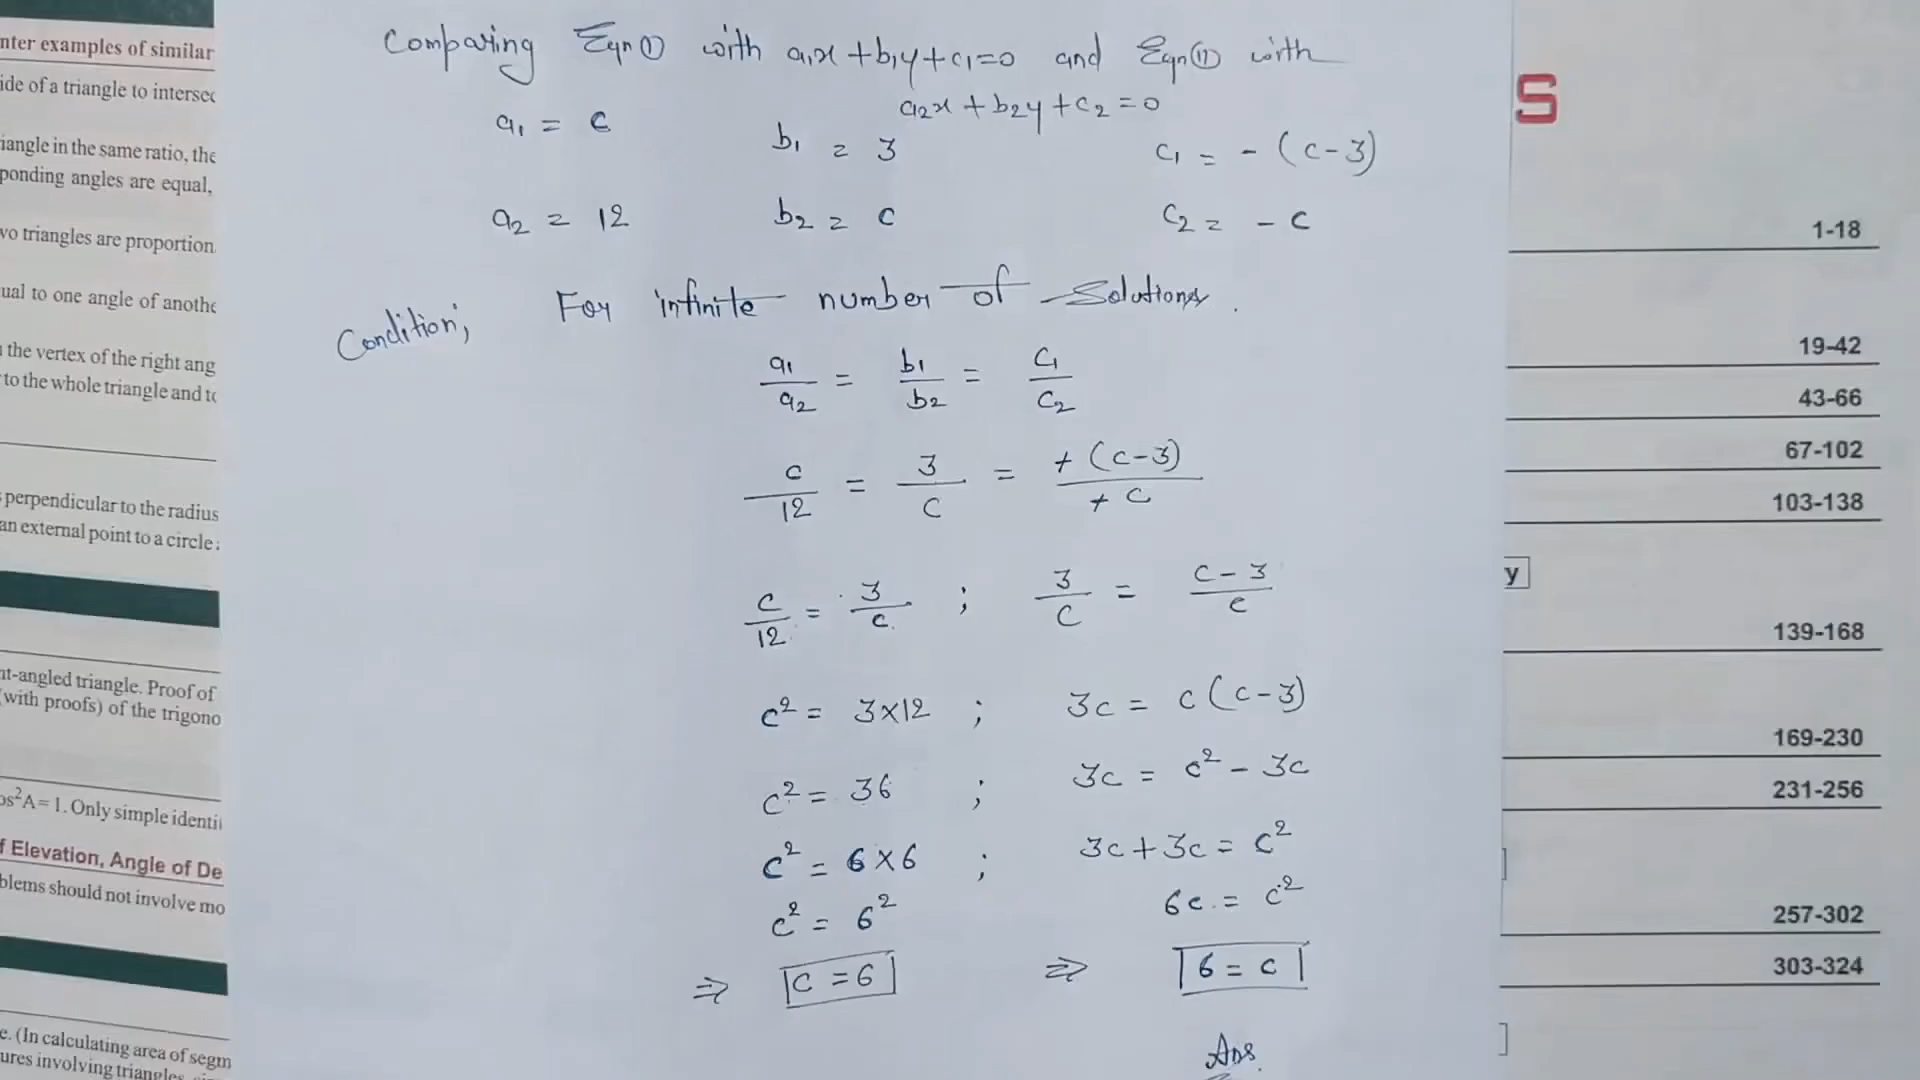 Comparing Eqn ① with a₁x + b₁y + c₁ = 0 and Eqn ⑪ with
a₂x + b₂y + c₂ = 0
a₁ = c b₁ = 3 c₁ = - (c-3)
a₂ = 12 b₂ = c c₂ = - c
Condition; For infinite number of Solutions.
a₁/a₂ = b₁/b₂ = c₁/c₂
c/12 = 3/c = +(c-3)/+c
c/12 = 3/c ; 3/c = c-3/c
c² = 3×12 ; 3c = c(c-3)
c² = 36 ; 3c = c² - 3c
c² = 6×6 ; 3c+3c = c²
c² = 6² 6c = c²
⇒ c = 6 ⇒ 6 = c
Ans.
nter examples of similar
ide of a triangle to intersec
iangle in the same ratio, the
ponding angles are equal,
vo triangles are proportion
ual to one angle of anothe
the vertex of the right ang
to the whole triangle and to
perpendicular to the radius
an external point to a circle
nt-angled triangle. Proof of
(with proofs) of the trigono
os²A = 1. Only simple identi
f Elevation, Angle of De
blems should not involve mo
e. (In calculating area of segm
ures involving triangles,
S
1-18
19-42
43-66
67-102
103-138
y
139-168
169-230
231-256
]
257-302
303-324
]